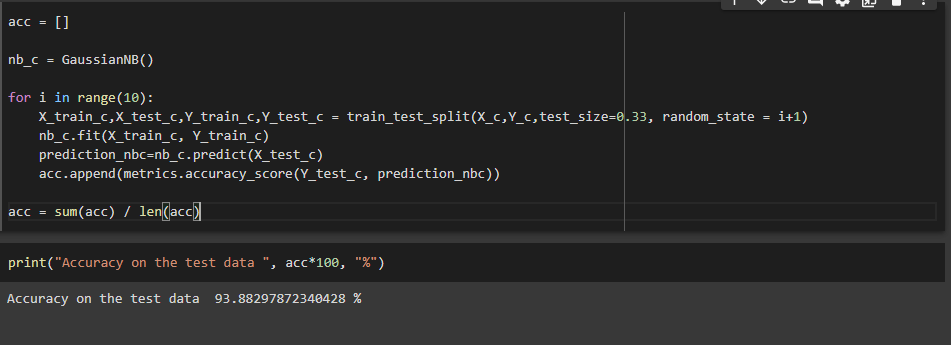 acc = []
nb_c = GaussianNB()
for i in range(10):
    X_train_c,X_test_c,Y_train_c,Y_test_c = train_test_split(X_c,Y_c,test_size=0.33, random_state = i+1)
    nb_c.fit(X_train_c, Y_train_c)
    prediction_nbc=nb_c.predict(X_test_c)
    acc.append(metrics.accuracy_score(Y_test_c, prediction_nbc))
acc = sum(acc) / len(acc)
print("Accuracy on the test data ", acc*100, "%")
Accuracy on the test data  93.88297872340428 %